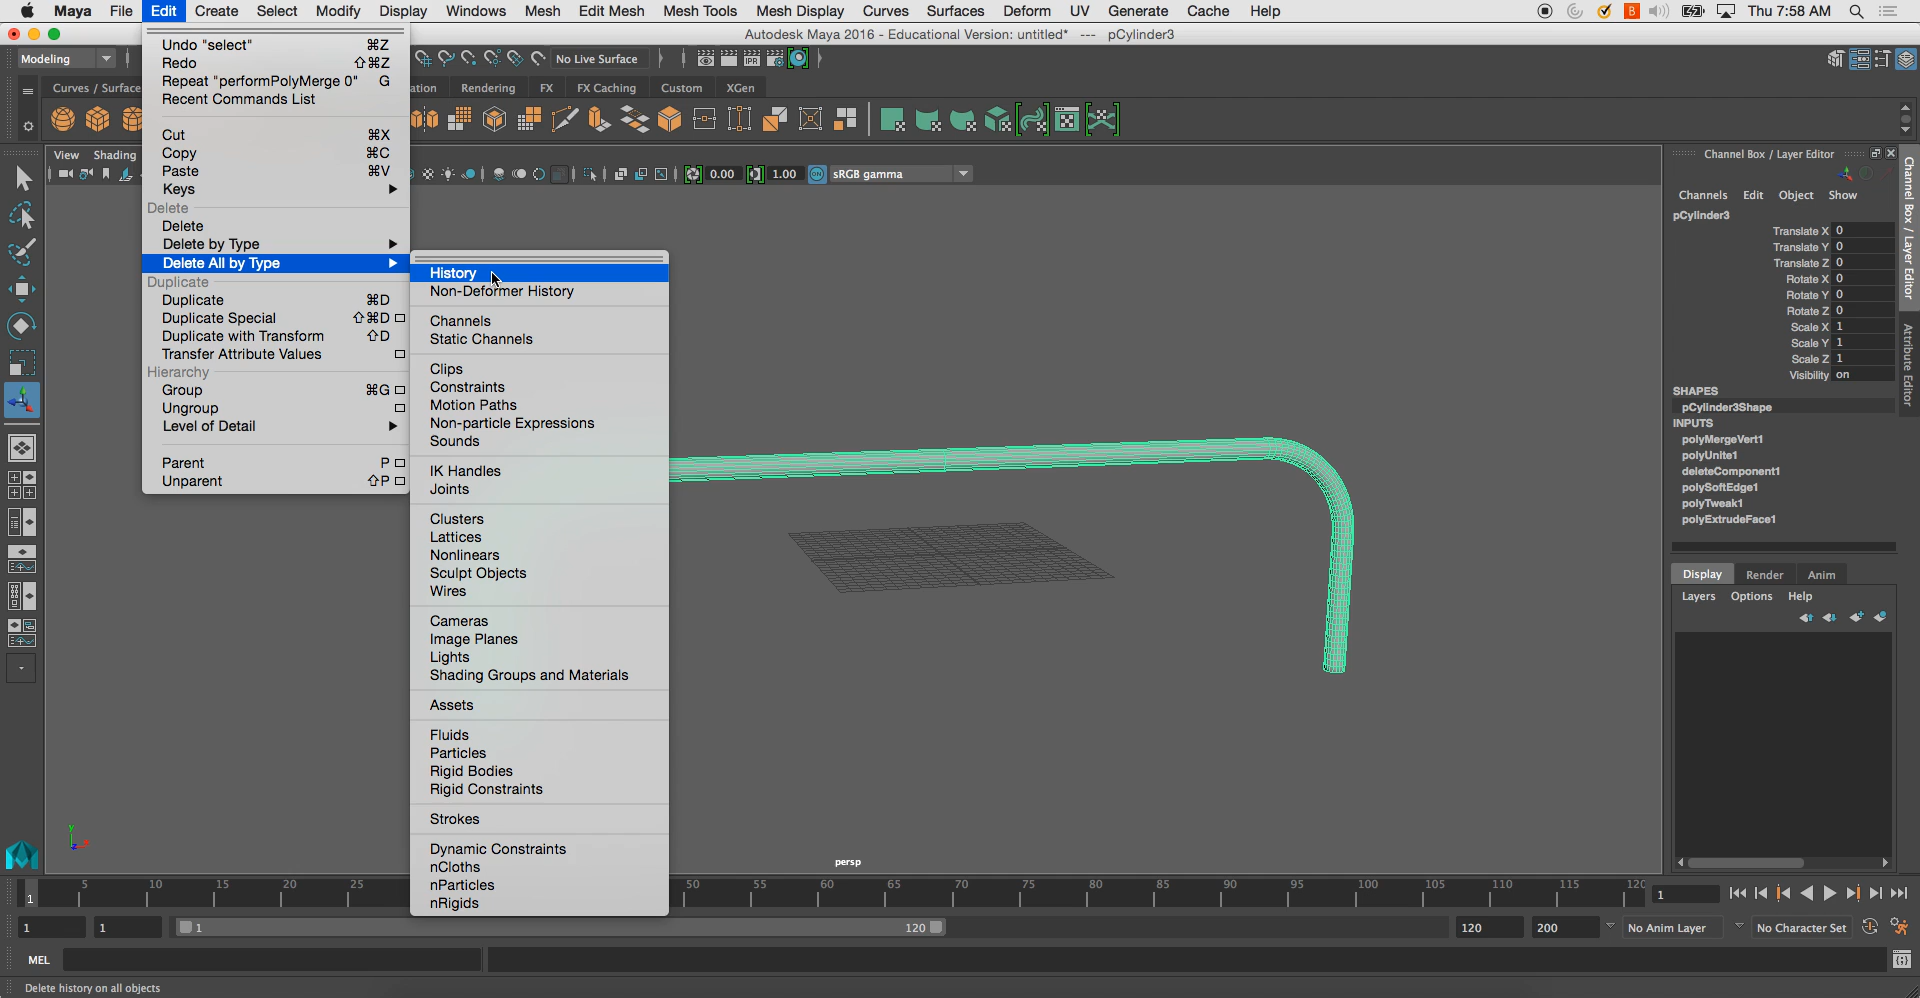 Maya File Edit Create Select Modify Display Windows Mesh Edit Mesh Mesh Tools Mesh Display Curves Surfaces Deform UV Generate Cache Help Thu 7:58 AM
Autodesk Maya 2016 - Educational Version: untitled* --- pCylinder3
Modeling
No Live Surface
Curves / Surface
ation Rendering FX FX Caching Custom XGen
View Shading
0.00 1.00 ON sRGB gamma
Undo "select" ⌘Z
Redo ⇧⌘Z
Repeat "performPolyMerge 0" G
Recent Commands List
Cut ⌘X
Copy ⌘C
Paste ⌘V
Keys
Delete
Delete
Delete by Type
Delete All by Type
Duplicate
Duplicate ⌘D
Duplicate Special ⇧⌘D
Duplicate with Transform ⇧D
Transfer Attribute Values
Hierarchy
Group ⌘G
Ungroup
Level of Detail
Parent P
Unparent ⇧P
History
Non-Deformer History
Channels
Static Channels
Clips
Constraints
Motion Paths
Non-particle Expressions
Sounds
IK Handles
Joints
Clusters
Lattices
Nonlinears
Sculpt Objects
Wires
Cameras
Image Planes
Lights
Shading Groups and Materials
Assets
Fluids
Particles
Rigid Bodies
Rigid Constraints
Strokes
Dynamic Constraints
nCloths
nParticles
nRigids
persp
Channel Box / Layer Editor
Channels Edit Object Show
pCylinder3
Translate X 0
Translate Y 0
Translate Z 0
Rotate X 0
Rotate Y 0
Rotate Z 0
Scale X 1
Scale Y 1
Scale Z 1
Visibility on
SHAPES
pCylinder3Shape
INPUTS
polyMergeVert1
polyUnite1
deleteComponent1
polySoftEdge1
polyTweak1
polyExtrudeFace1
Display Render Anim
Layers Options Help
Channel Box / Layer Editor
Attribute Editor
1 5 10 15 20 25 50 55 60 65 70 75 80 85 90 95 100 105 110 115 120 1
1 1 1 120 120 200 No Anim Layer No Character Set
MEL
Delete history on all objects